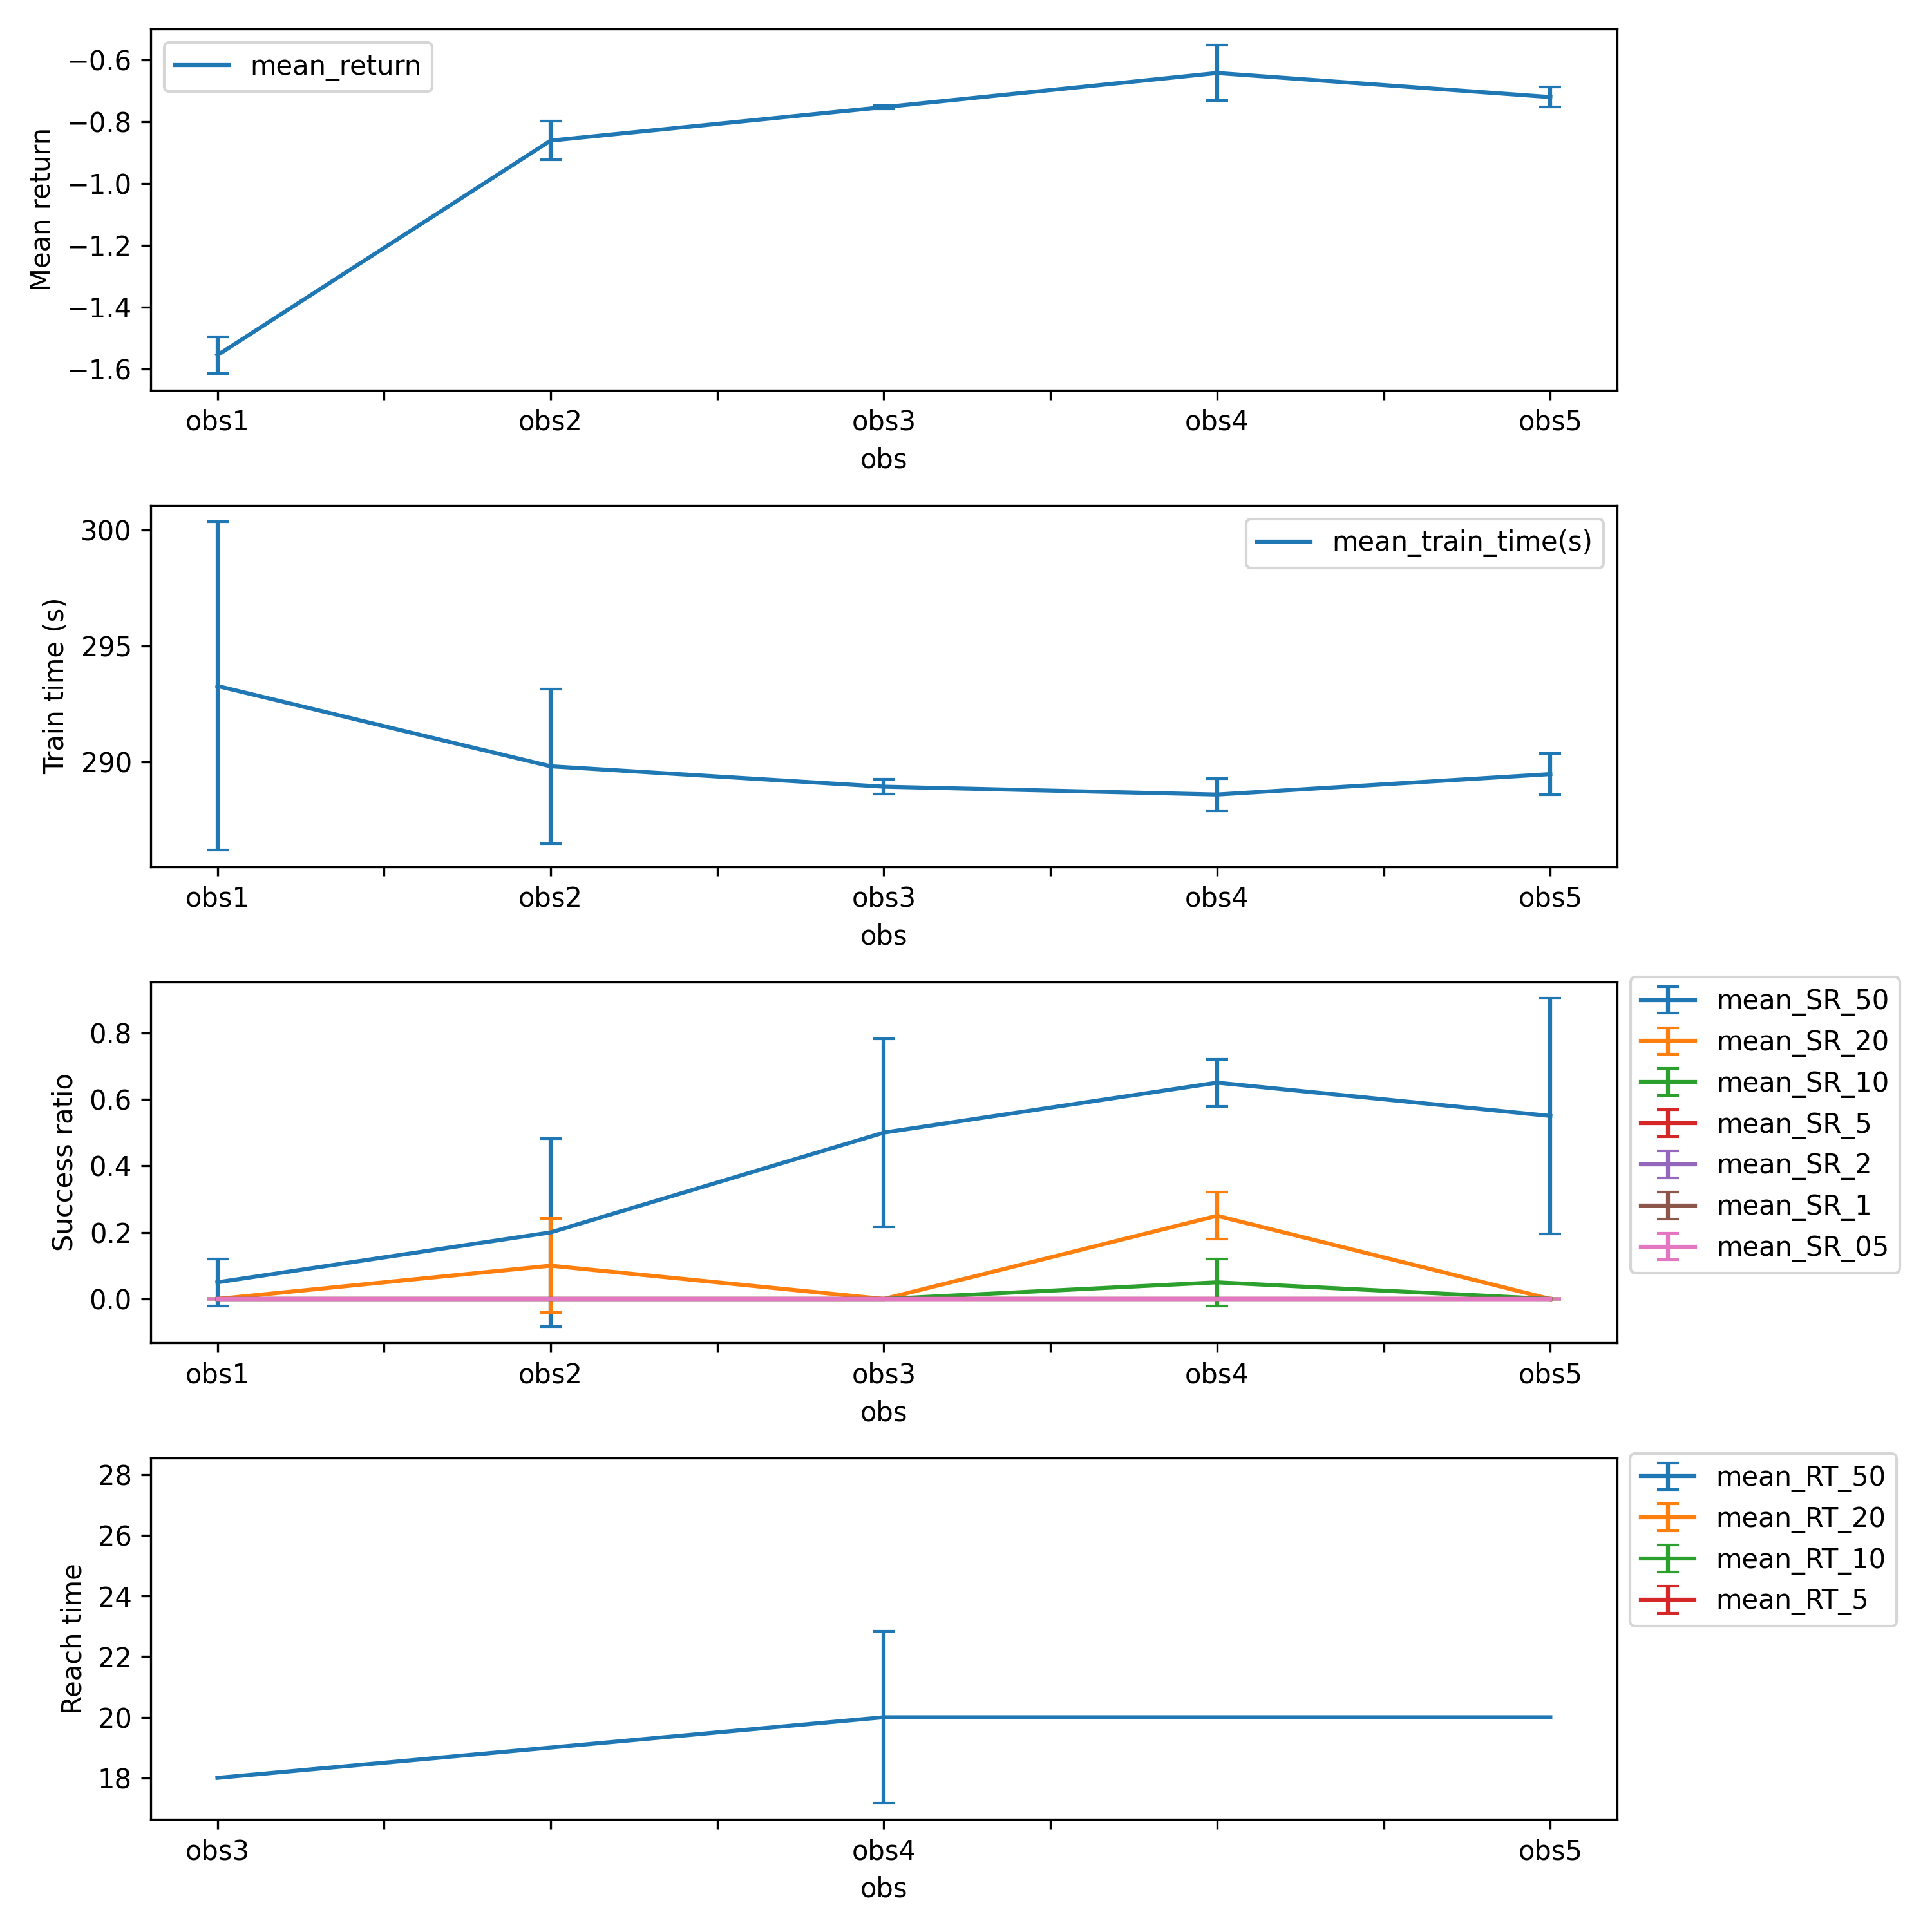 −0.6
−0.8
−1.0
−1.2
−1.4
−1.6
Mean return
mean_return
obs1 obs2 obs3 obs4 obs5
obs
300
295
290
Train time (s)
mean_train_time(s)
obs1 obs2 obs3 obs4 obs5
obs
0.8
0.6
0.4
0.2
0.0
Success ratio
mean_SR_50
mean_SR_20
mean_SR_10
mean_SR_5
mean_SR_2
mean_SR_1
mean_SR_05
obs1 obs2 obs3 obs4 obs5
obs
28
26
24
22
20
18
Reach time
mean_RT_50
mean_RT_20
mean_RT_10
mean_RT_5
obs3 obs4 obs5
obs